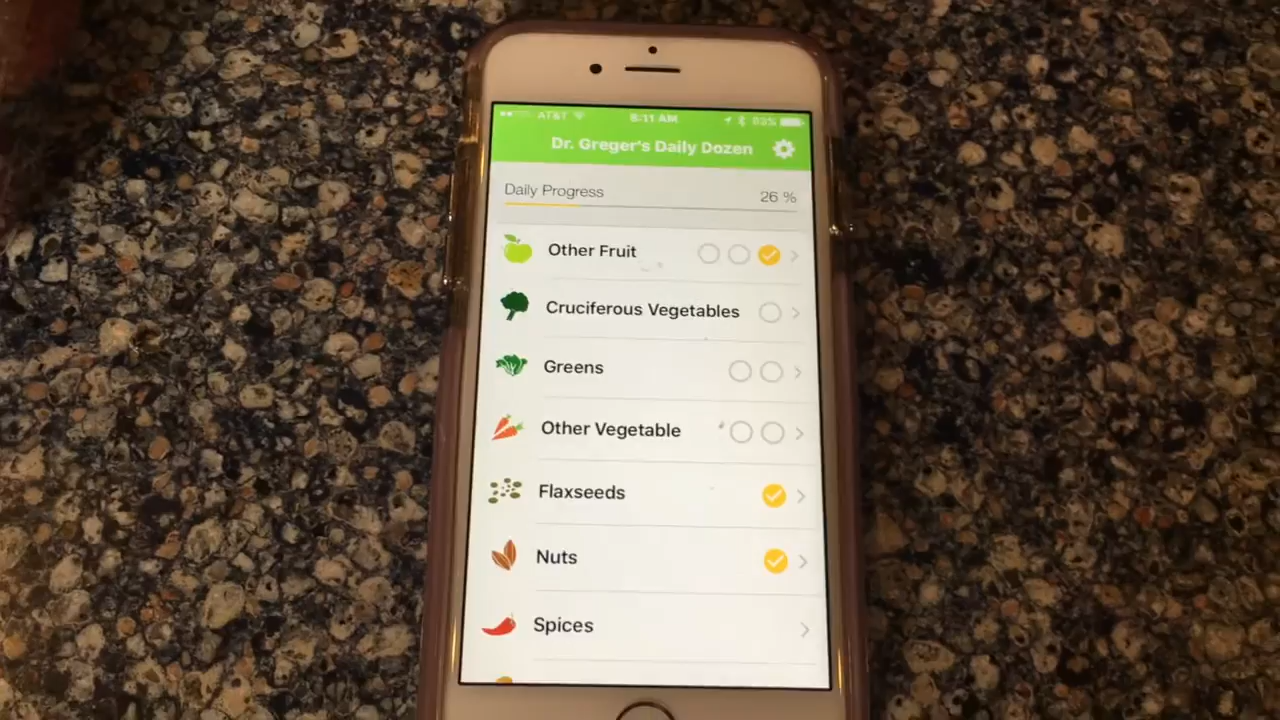 AT&T 8:11 AM 83%
Dr. Greger's Daily Dozen
Daily Progress 26 %
Other Fruit
Cruciferous Vegetables
Greens
Other Vegetable
Flaxseeds
Nuts
Spices